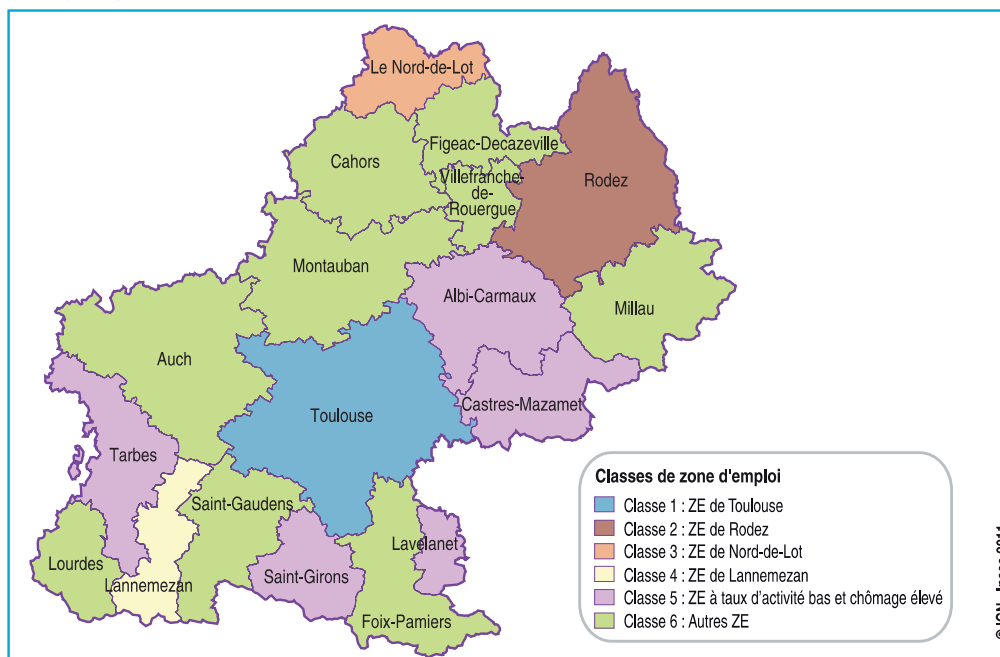 Le Nord-de-Lot
Figeac-Decazeville
Cahors
Villefranche-
de-
Rouergue
Rodez
Montauban
Albi-Carmaux
Millau
Auch
Toulouse
Castres-Mazamet
Tarbes
Saint-Gaudens
Lavelanet
Lourdes
Lannemezan
Saint-Girons
Foix-Pamiers
Classes de zone d'emploi
Classe 1 : ZE de Toulouse
Classe 2 : ZE de Rodez
Classe 3 : ZE de Nord-de-Lot
Classe 4 : ZE de Lannemezan
Classe 5 : ZE à taux d'activité bas et chômage élevé
Classe 6 : Autres ZE
© IGN - Insee 2011